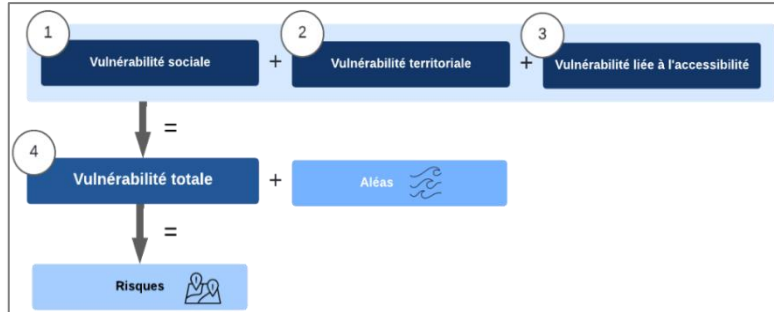 1
2
3
Vulnérabilité sociale + Vulnérabilité territoriale + Vulnérabilité liée à l'accessibilité
=
4
Vulnérabilité totale + Aléas
=
Risques